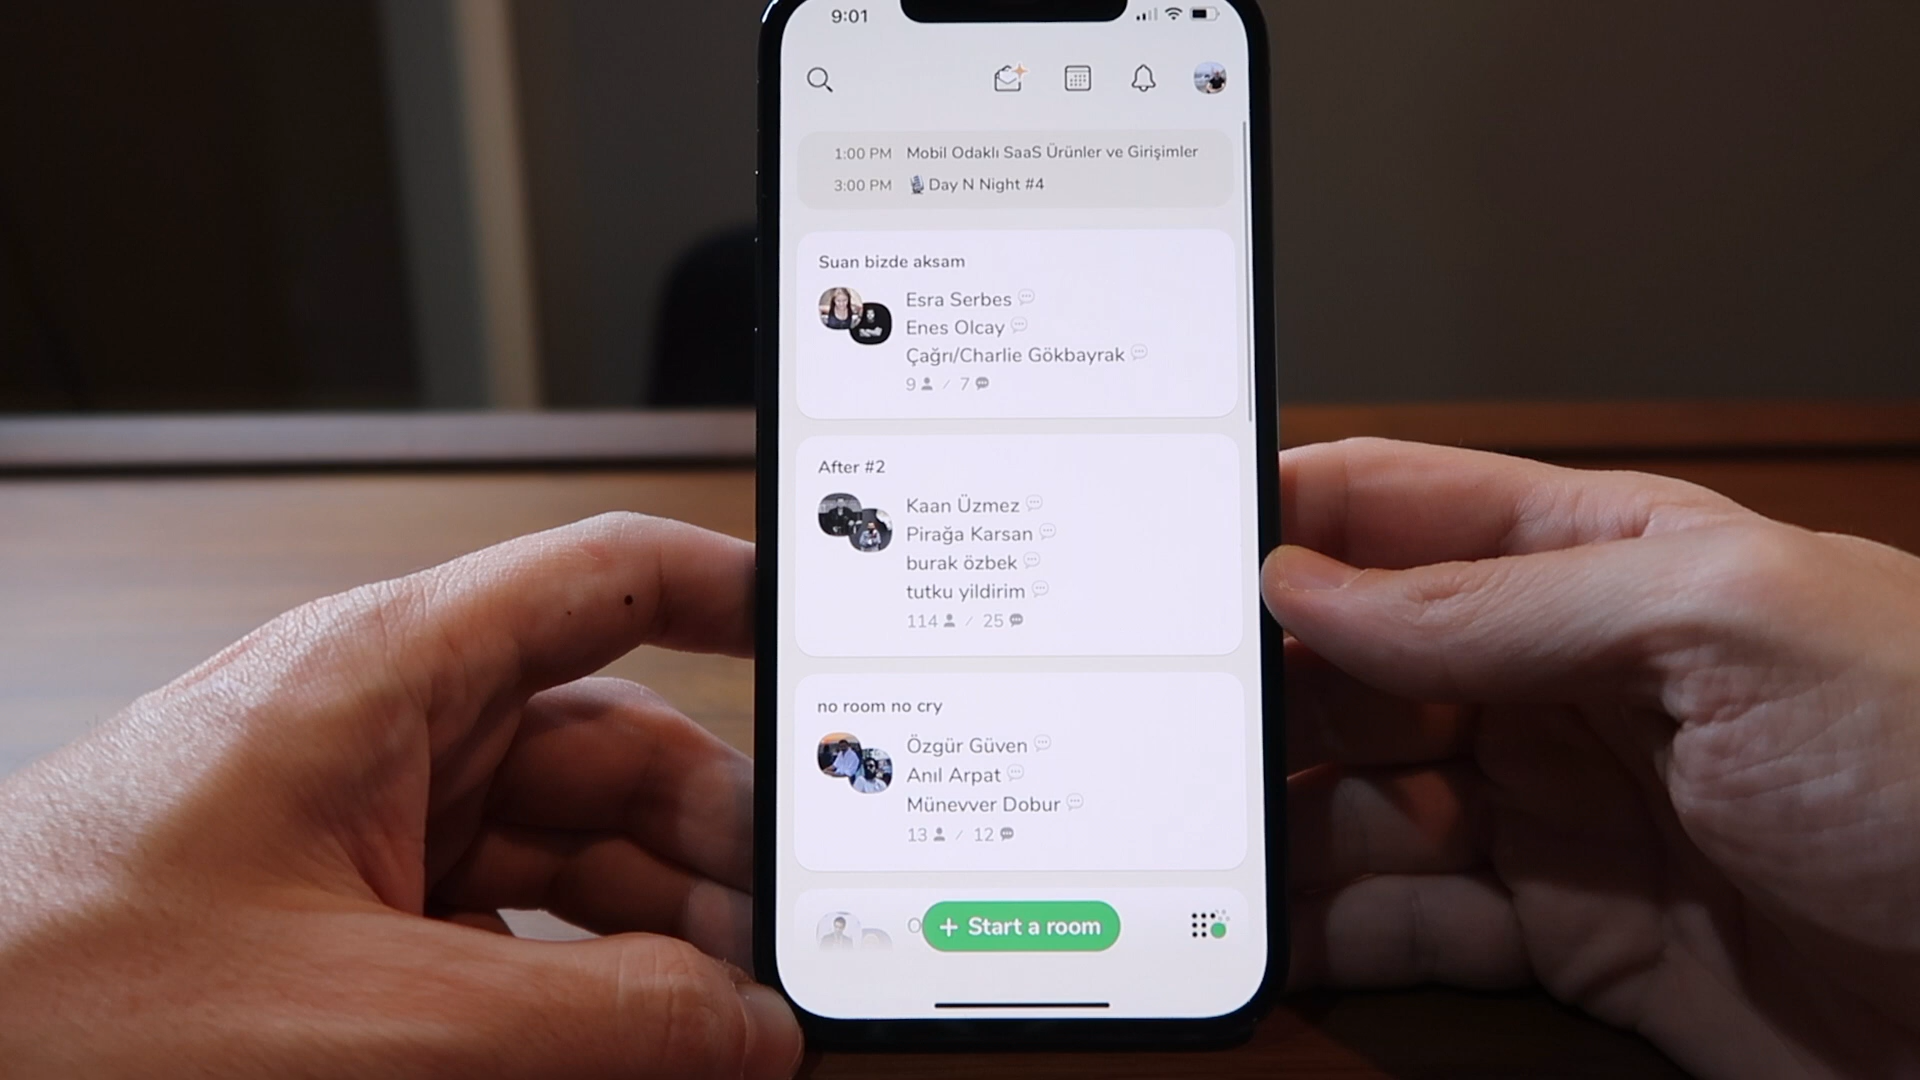 9:01
1:00 PM Mobil Odaklı SaaS Ürünler ve Girişimler
3:00 PM Day N Night #4
Suan bizde aksam
Esra Serbes
Enes Olcay
Çağrı/Charlie Gökbayrak
9 / 7
After #2
Kaan Üzmez
Pirağa Karsan
burak özbek
tutku yildirim
114 / 25
no room no cry
Özgür Güven
Anıl Arpat
Münevver Dobur
13 / 12
+ Start a room